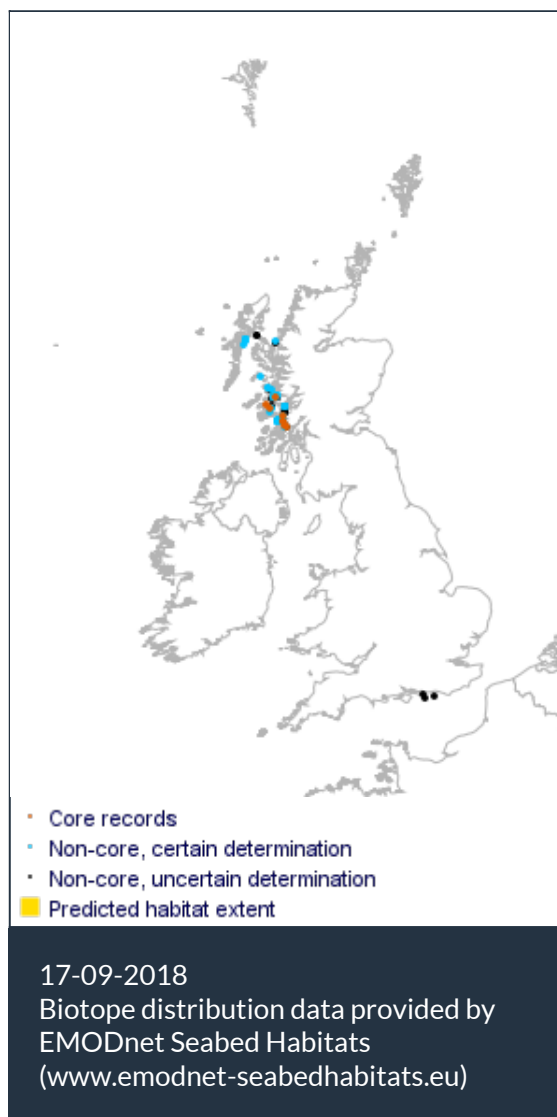 Core records
Non-core, certain determination
Non-core, uncertain determination
Predicted habitat extent
17-09-2018
Biotope distribution data provided by
EMODnet Seabed Habitats
(www.emodnet-seabedhabitats.eu)